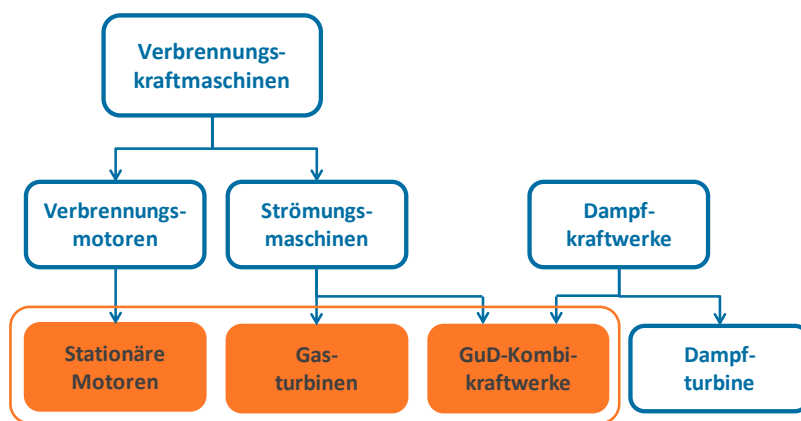 Verbrennungs-
kraftmaschinen
Verbrennungs-
motoren
Strömungs-
maschinen
Dampf-
kraftwerke
Stationäre
Motoren
Gas-
turbinen
GuD-Kombi-
kraftwerke
Dampf-
turbine